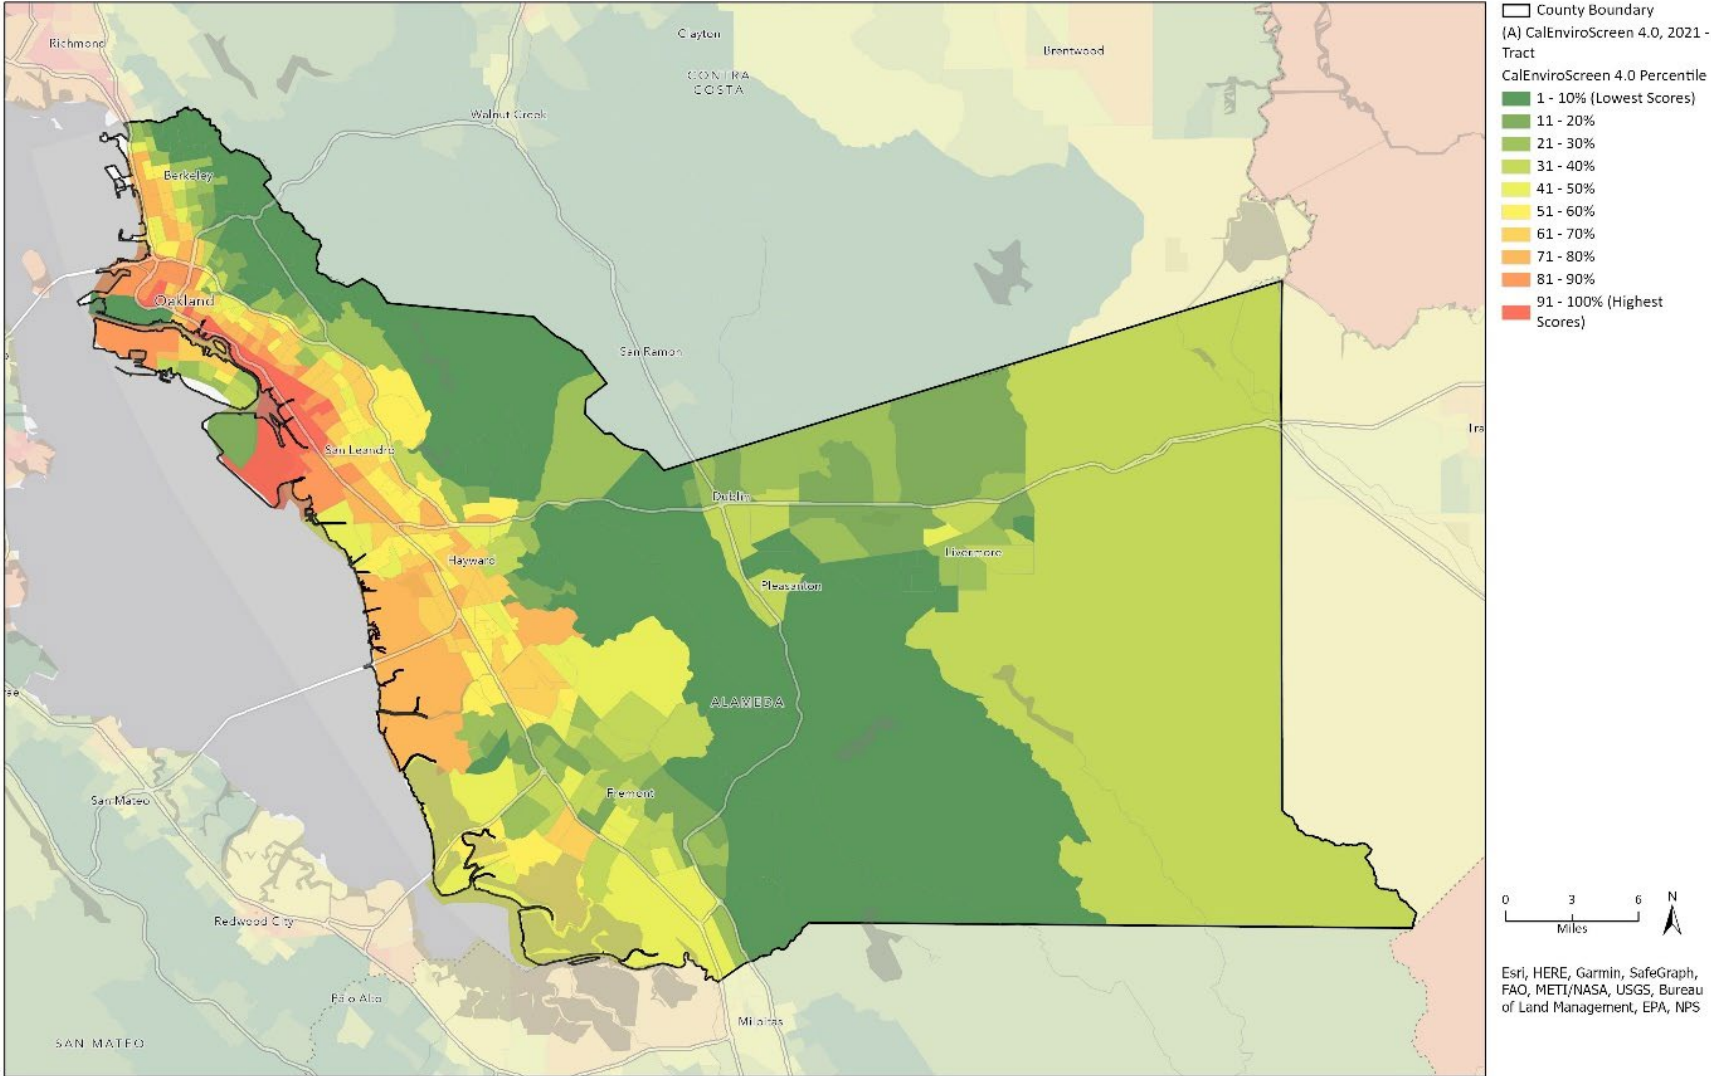 Richmond
Clayton
Brentwood
CONTRA
COSTA
Walnut Creek
Berkeley
Oakland
San Ramon
San Leandro
Dublin
Hayward
Livermore
Pleasanton
ALAMEDA
San Mateo
Fremont
Redwood City
Palo Alto
Milpitas
SAN MATEO
County Boundary
(A) CalEnviroScreen 4.0, 2021 -
Tract
CalEnviroScreen 4.0 Percentile
1 - 10% (Lowest Scores)
11 - 20%
21 - 30%
31 - 40%
41 - 50%
51 - 60%
61 - 70%
71 - 80%
81 - 90%
91 - 100% (Highest
Scores)
0 3 6
Miles
N
Esri, HERE, Garmin, SafeGraph,
FAO, METI/NASA, USGS, Bureau
of Land Management, EPA, NPS